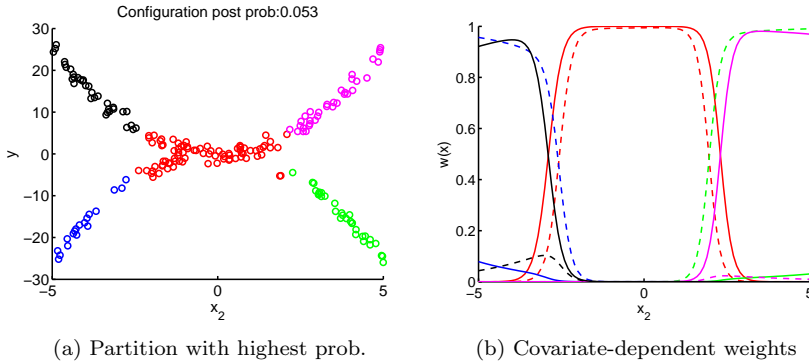 Configuration post prob:0.053
30
20
10
0
−10
−20
−30
y
−5
0
5
x2
(a) Partition with highest prob.
1
0.8
0.6
0.4
0.2
0
w(x)
−5
0
5
x2
(b) Covariate-dependent weights